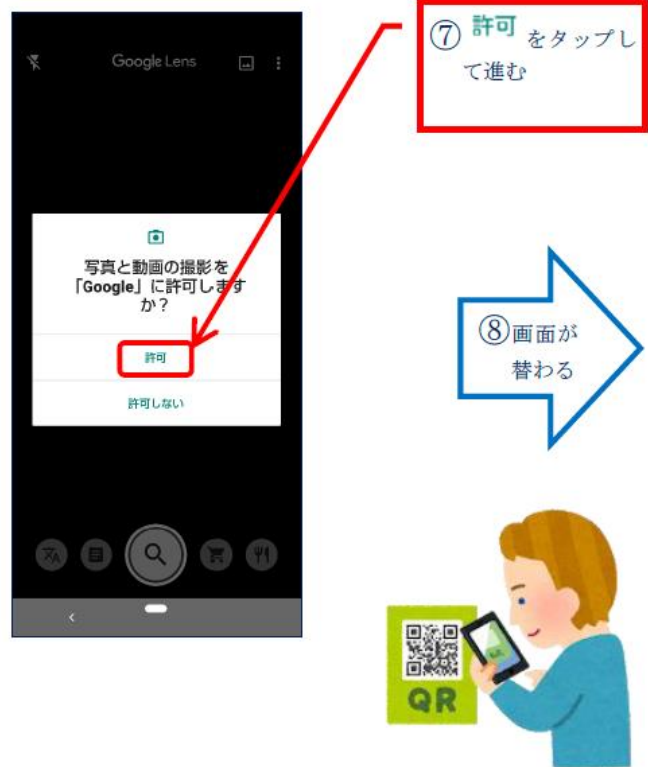 Google Lens
写真と動画の撮影を
「Google」に許可します
か？
許可
許可しない
⑦ 許可 をタップし
て進む
⑧画面が
替わる
QR